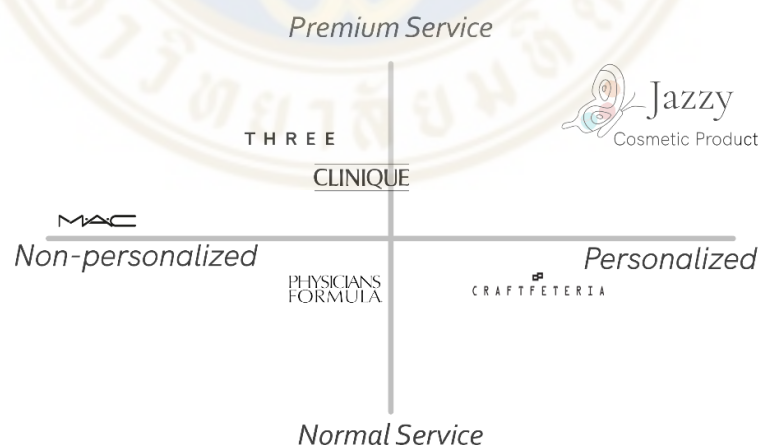 Premium Service
Jazzy
Cosmetic Product
THREE
CLINIQUE
MAC
Non-personalized
Personalized
PHYSICIANS
FORMULA
CRAFTFETERIA
Normal Service